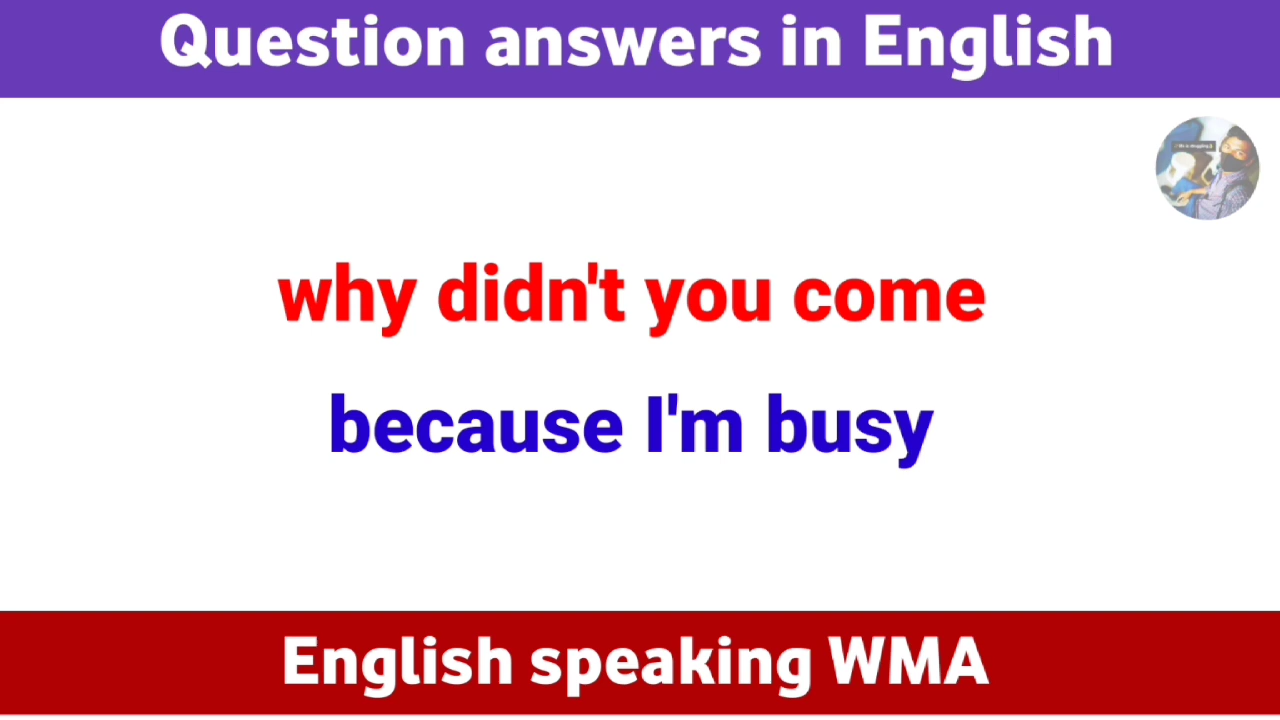 Question answers in English
why didn't you come
because I'm busy
English speaking WMA